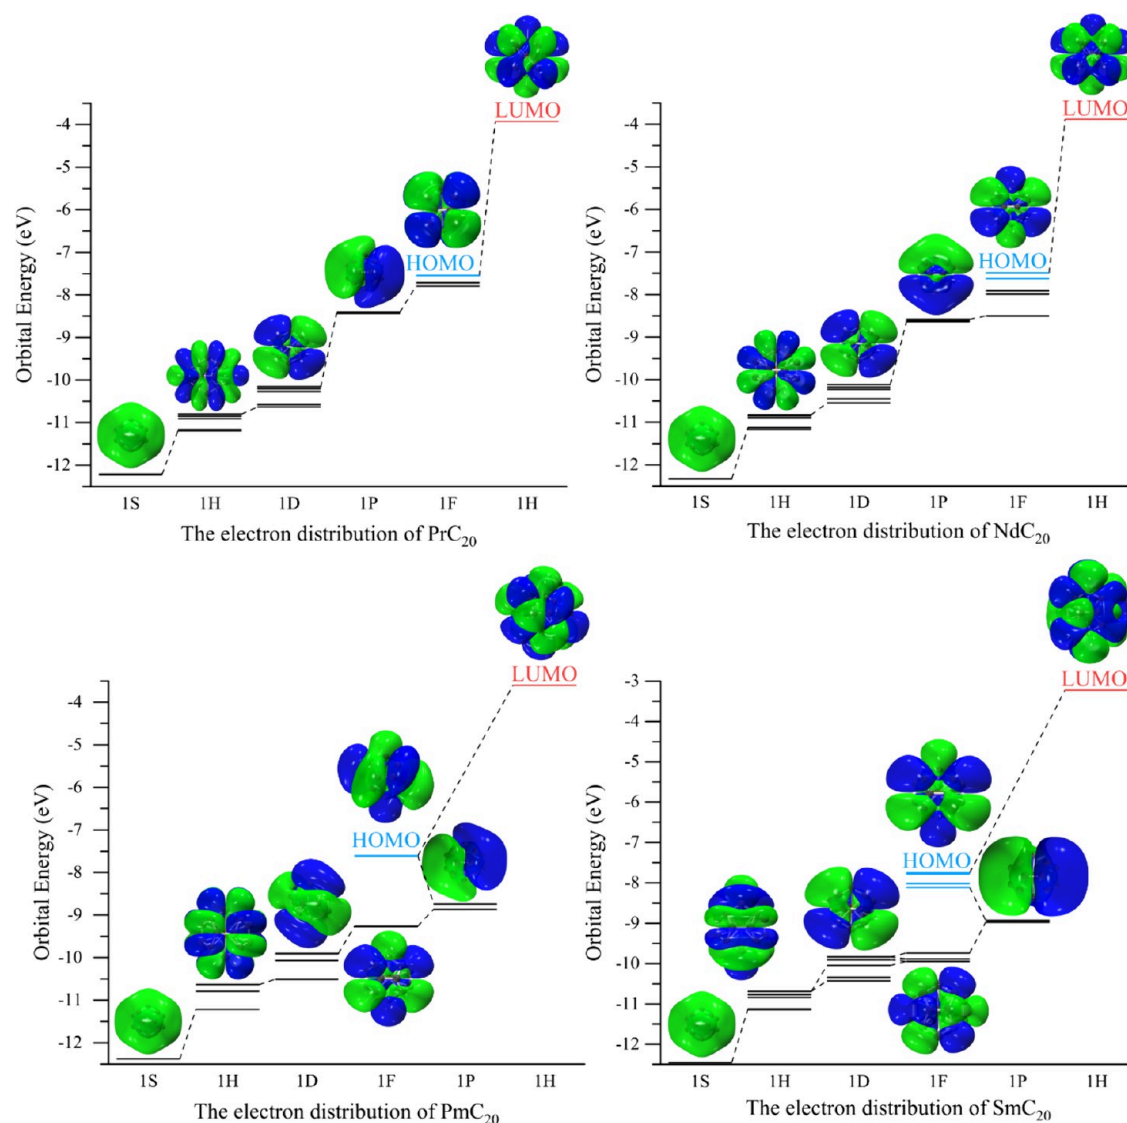 LUMO
-4
-5
-6
HOMO
-7
-8
-9
-10
-11
-12
Orbital Energy (eV)
1S 1H 1D 1P 1F 1H
The electron distribution of PrC20
LUMO
-4
-5
-6
HOMO
-7
-8
-9
-10
-11
-12
Orbital Energy (eV)
1S 1H 1D 1P 1F 1H
The electron distribution of NdC20
LUMO
-4
-5
-6
-7
HOMO
-8
-9
-10
-11
-12
Orbital Energy (eV)
1S 1H 1D 1F 1P 1H
The electron distribution of PmC20
LUMO
-3
-4
-5
-6
-7
HOMO
-8
-9
-10
-11
-12
Orbital Energy (eV)
1S 1H 1D 1F 1P 1H
The electron distribution of SmC20